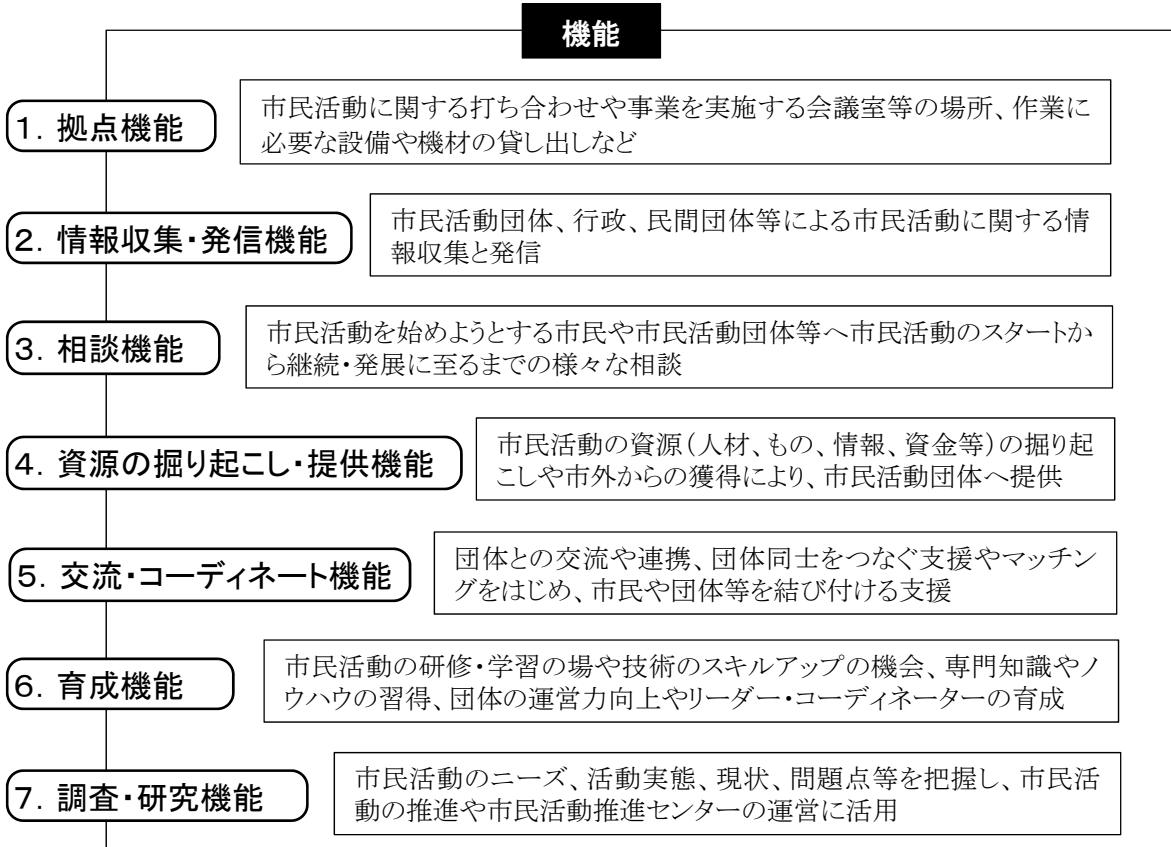 機能
1. 拠点機能
市民活動に関する打ち合わせや事業を実施する会議室等の場所、作業に
必要な設備や機材の貸し出しなど
2. 情報収集・発信機能
市民活動団体、行政、民間団体等による市民活動に関する情
報収集と発信
3. 相談機能
市民活動を始めようとする市民や市民活動団体等へ市民活動のスタートか
ら継続・発展に至るまでの様々な相談
4. 資源の掘り起こし・提供機能
市民活動の資源(人材、もの、情報、資金等)の掘り起
こしや市外からの獲得により、市民活動団体へ提供
5. 交流・コーディネート機能
団体との交流や連携、団体同士をつなぐ支援やマッチン
グをはじめ、市民や団体等を結び付ける支援
6. 育成機能
市民活動の研修・学習の場や技術のスキルアップの機会、専門知識やノ
ウハウの習得、団体の運営力向上やリーダー・コーディネーターの育成
7. 調査・研究機能
市民活動のニーズ、活動実態、現状、問題点等を把握し、市民活
動の推進や市民活動推進センターの運営に活用